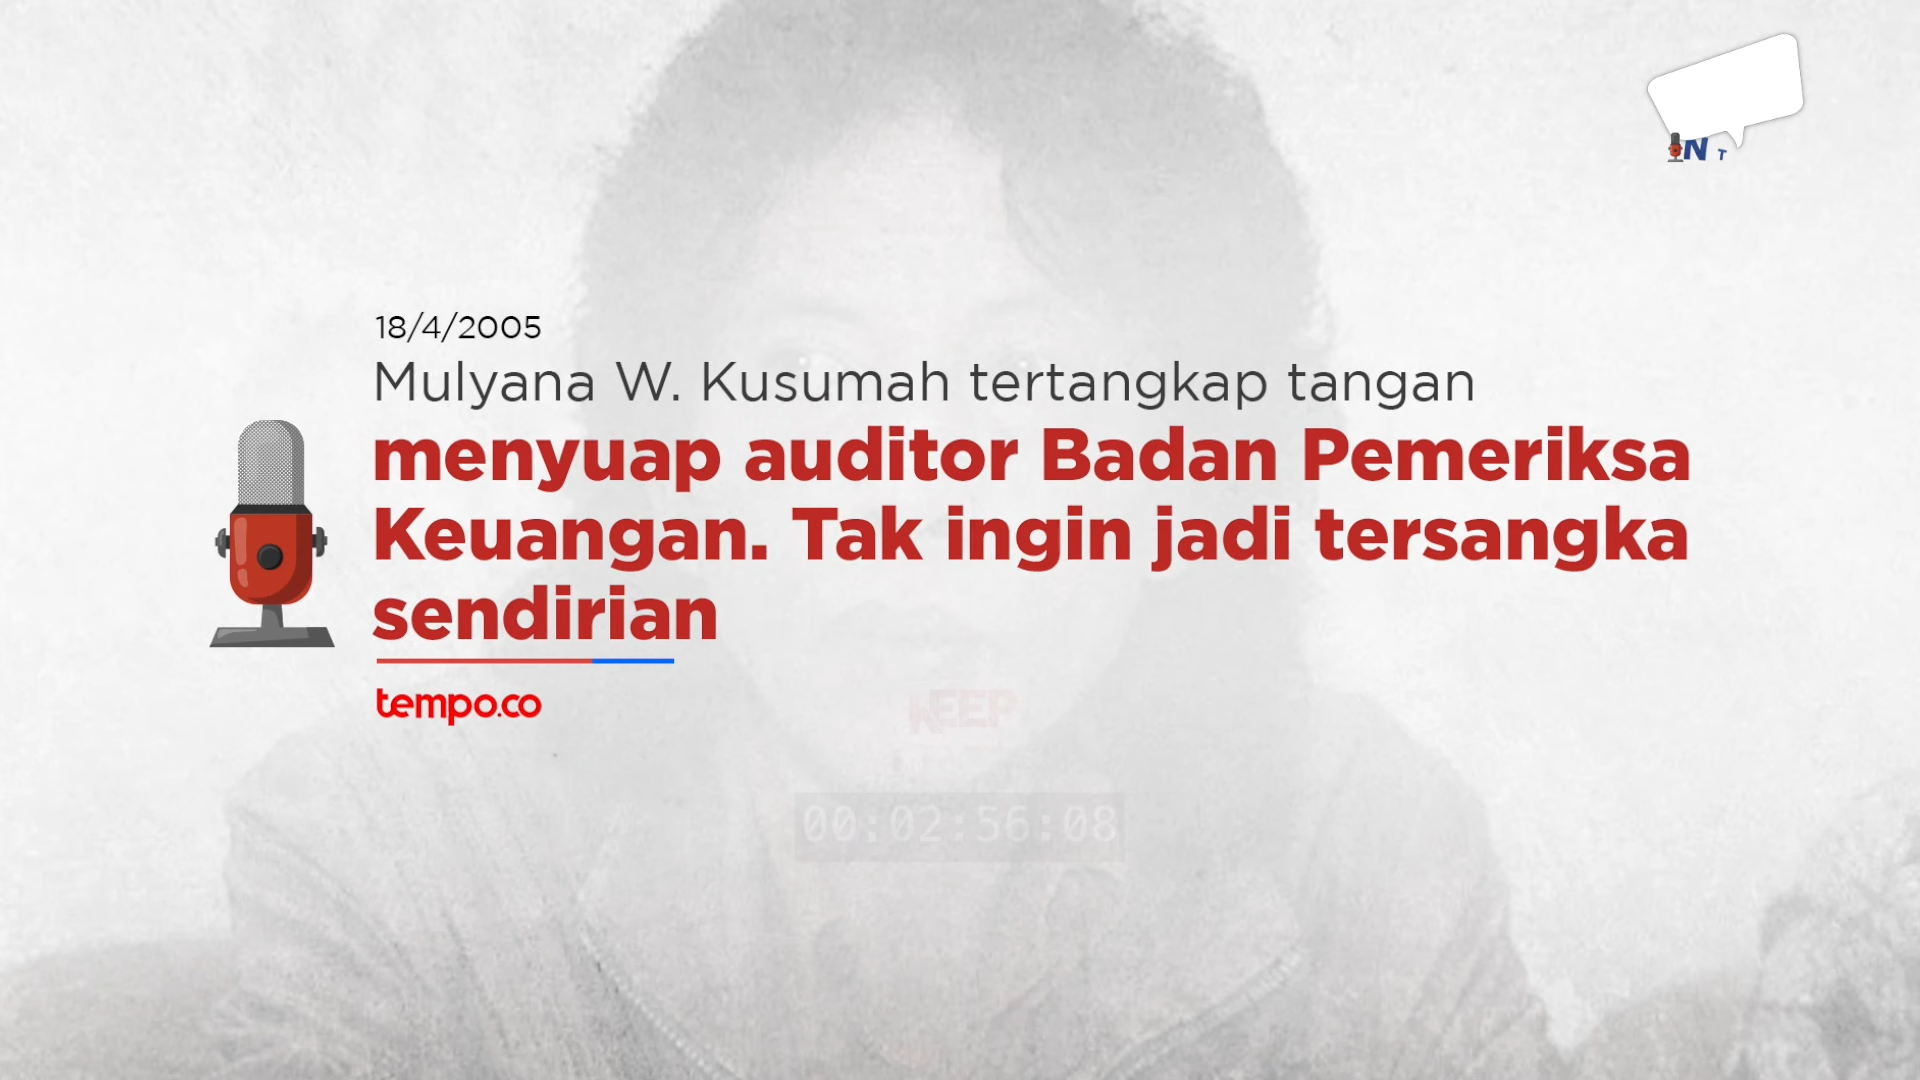 IN T
18/4/2005
Mulyana W. Kusumah tertangkap tangan
menyuap auditor Badan Pemeriksa
Keuangan. Tak ingin jadi tersangka
sendirian
tempo.co
KEEP
00:02:56:08